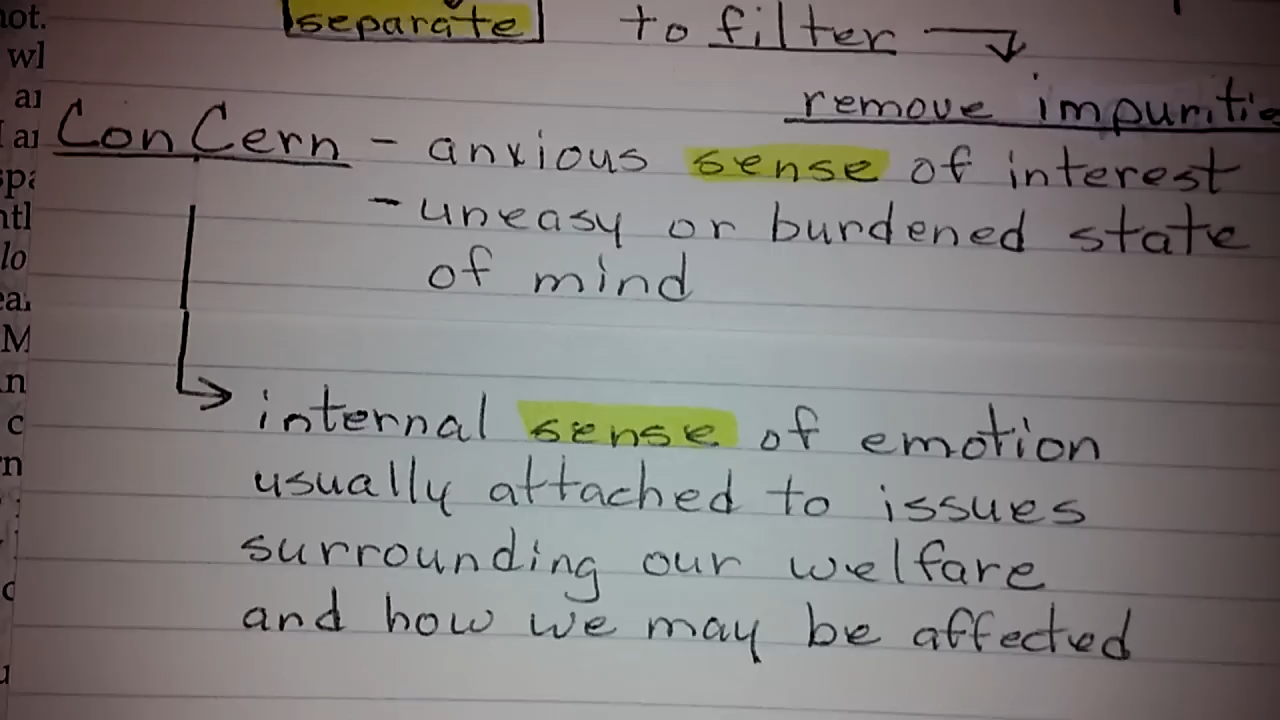 separate to filter
remove impuritie
Concern - anxious sense of interest
- uneasy or burdened state
of mind
internal sense of emotion
usually attached to issues
surrounding our welfare
and how we may be affected